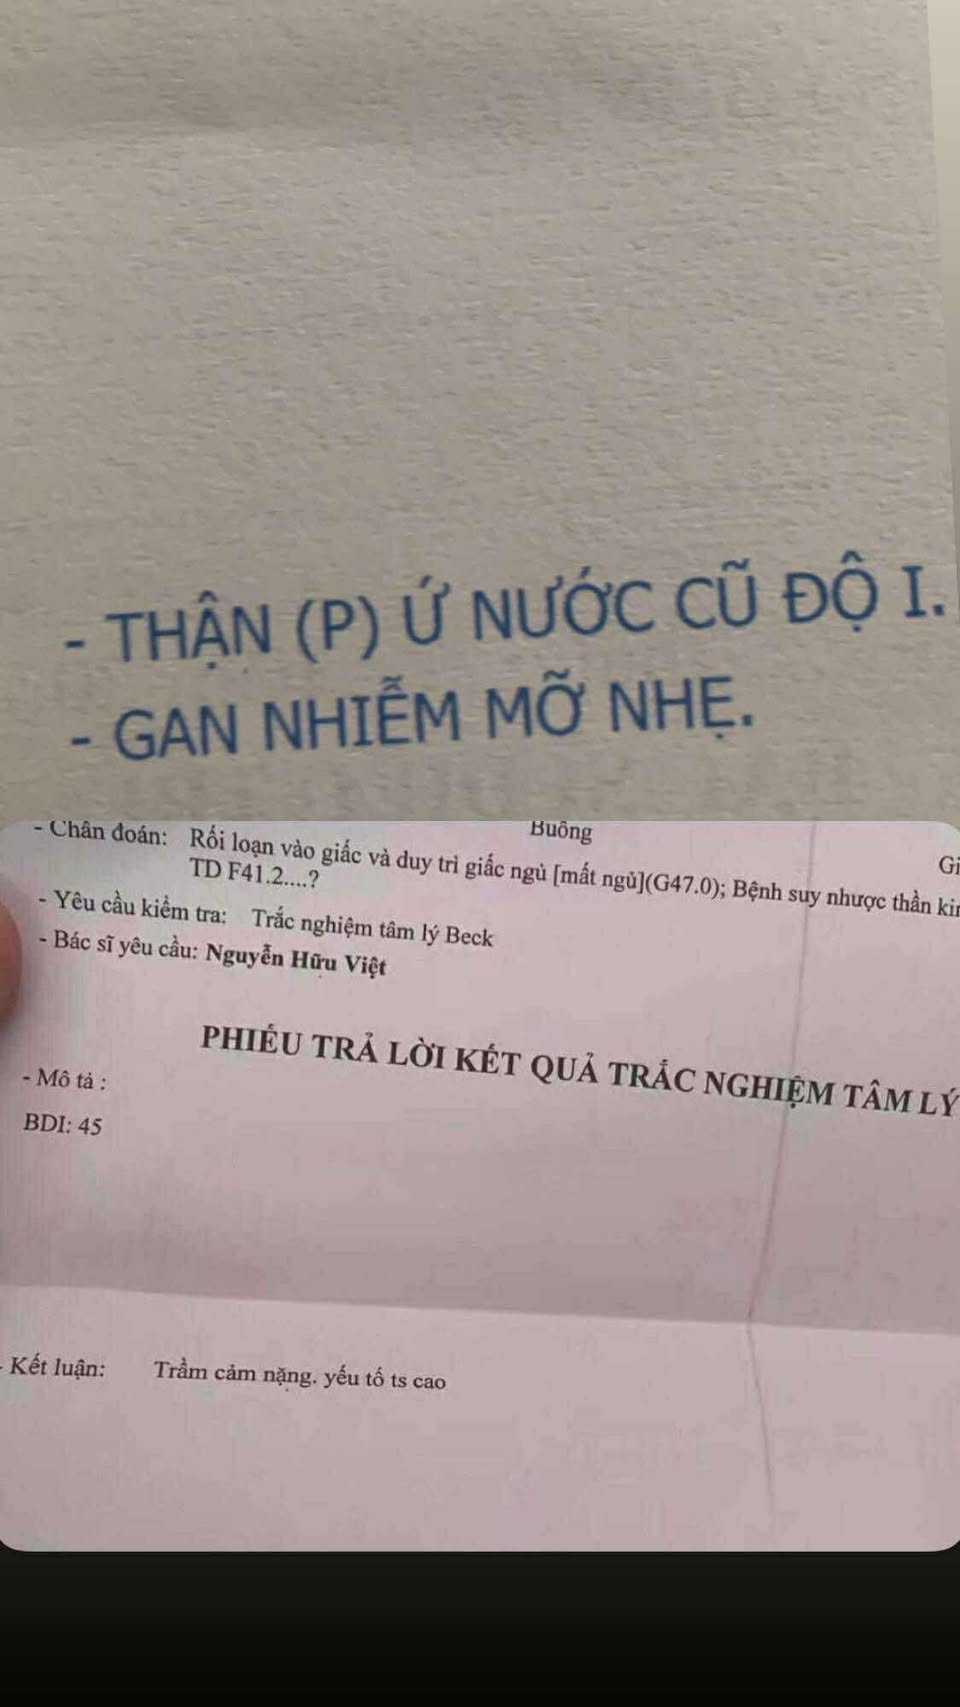 - THẬN (P) Ứ NƯỚC CŨ ĐỘ I.
- GAN NHIỄM MỠ NHẸ.
Buồng
- Chẩn đoán: Rối loạn vào giấc và duy trì giấc ngủ [mất ngủ](G47.0); Bệnh suy nhược thần
TD F41.2....?
- Yêu cầu kiểm tra: Trắc nghiệm tâm lý Beck
- Bác sĩ yêu cầu: Nguyễn Hữu Việt
PHIẾU TRẢ LỜI KẾT QUẢ TRẮC NGHIỆM TÂM LÝ
- Mô tả :
BDI: 45
- Kết luận: Trầm cảm nặng. yếu tố ts cao